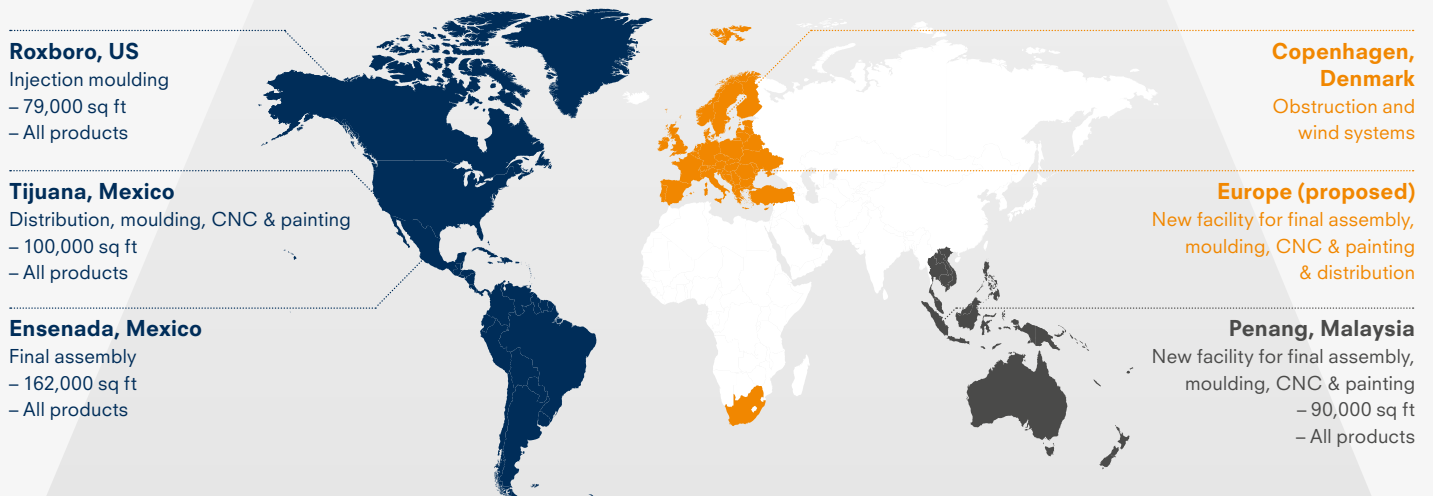 Roxboro, US
Injection moulding
– 79,000 sq ft
– All products
Tijuana, Mexico
Distribution, moulding, CNC & painting
– 100,000 sq ft
– All products
Ensenada, Mexico
Final assembly
– 162,000 sq ft
– All products
Copenhagen,
Denmark
Obstruction and
wind systems
Europe (proposed)
New facility for final assembly,
moulding, CNC & painting
& distribution
Penang, Malaysia
New facility for final assembly,
moulding, CNC & painting
– 90,000 sq ft
– All products